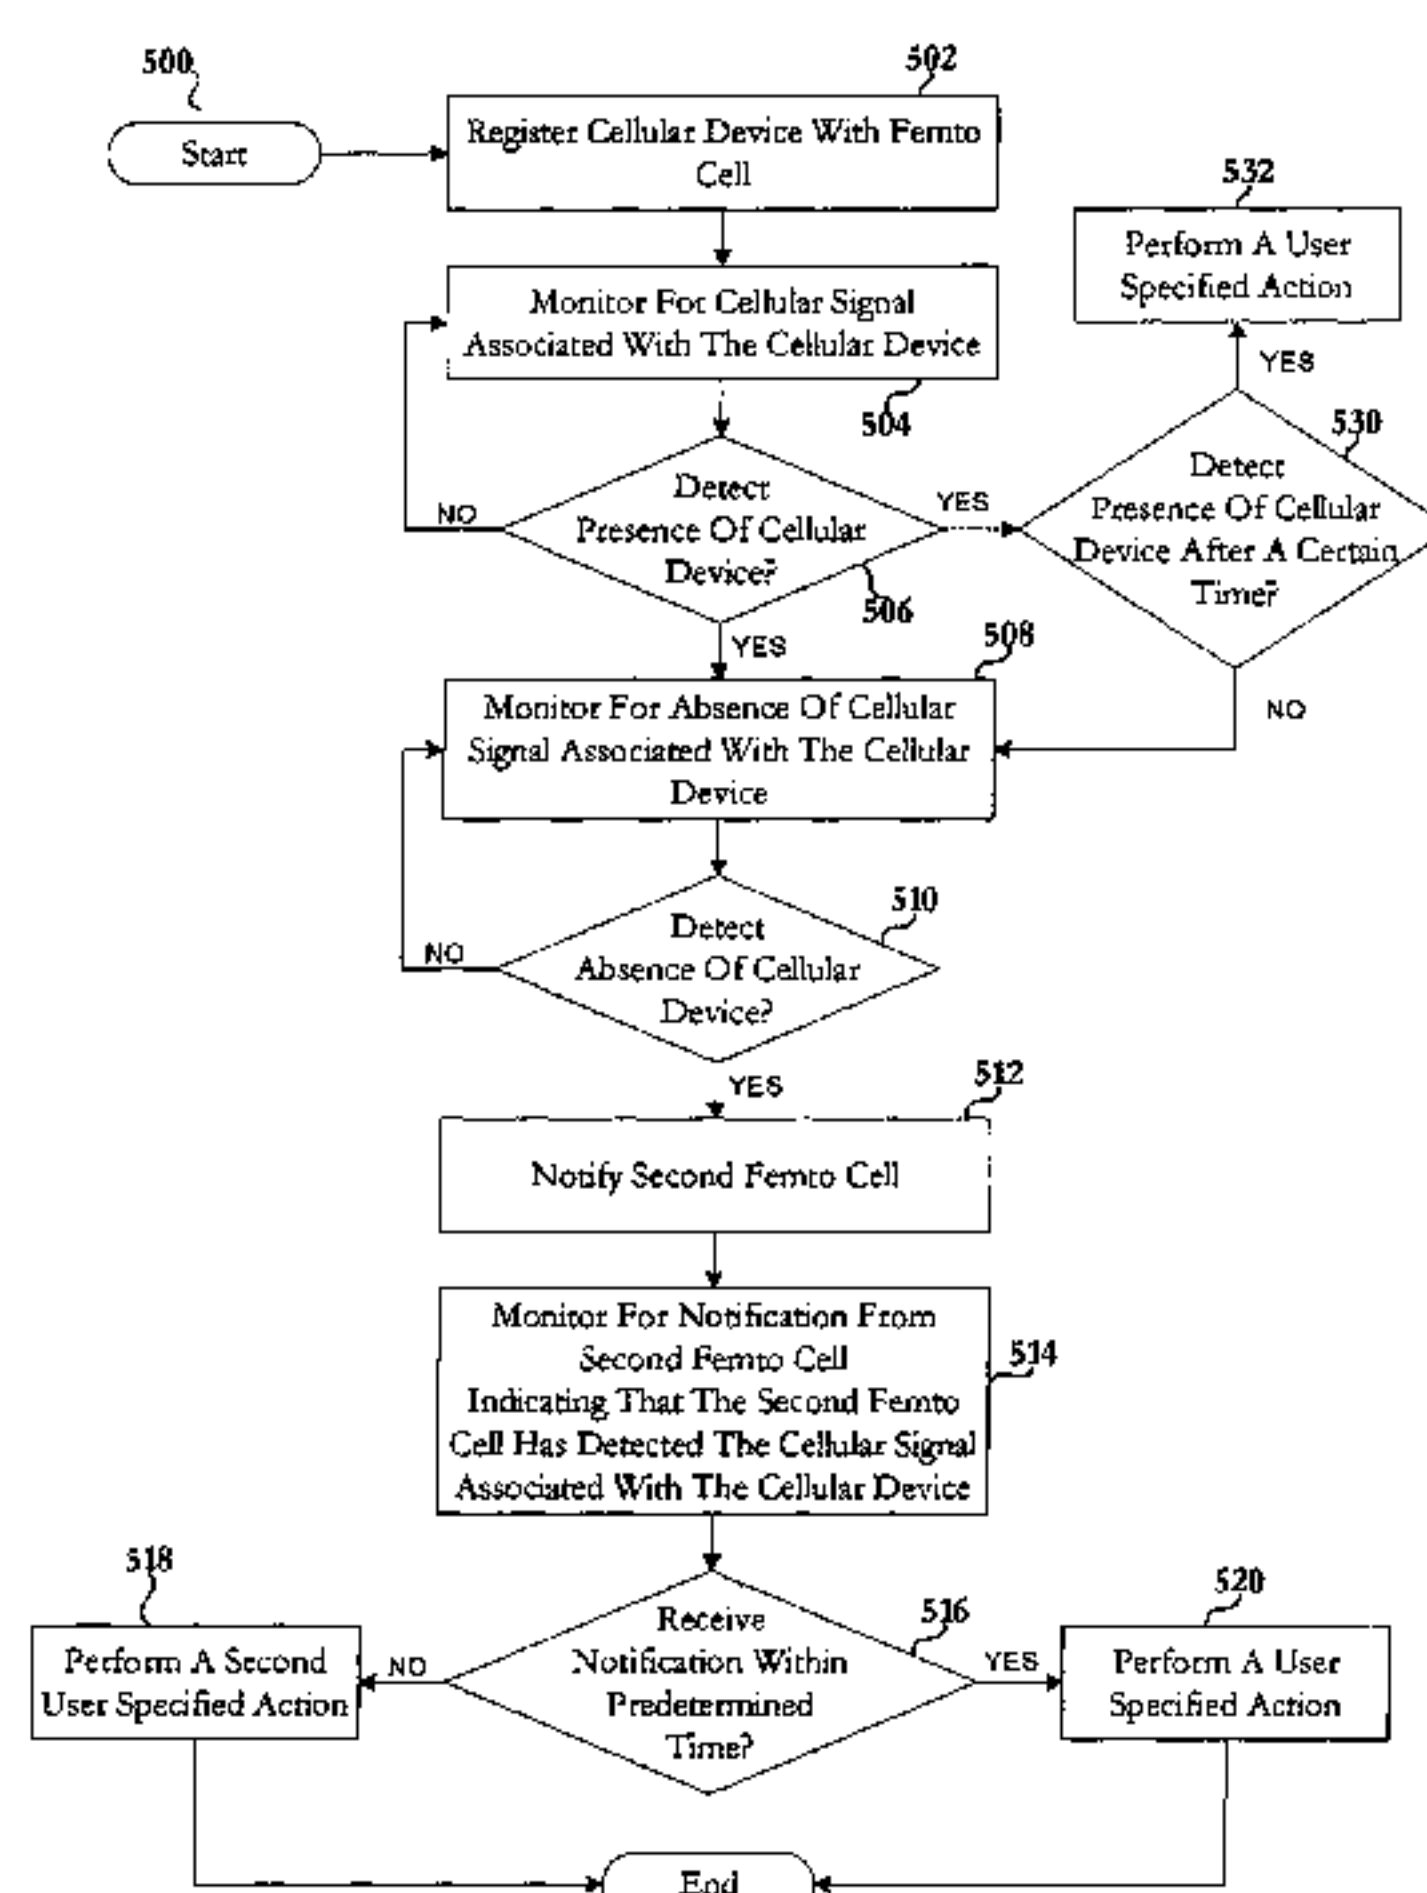 500
502
Start
Register Cellular Device With Femto
Cell
532
Perform A User
Specified Action
Monitor For Cellular Signal
Associated With The Cellular Device
504
YES
530
Detect
Presence Of Cellular
Device?
NO
YES
506
Detect
Presence Of Cellular
Device After A Certain
Time?
YES
508
NO
Monitor For Absence Of Cellular
Signal Associated With The Cellular
Device
510
Detect
Absence Of Cellular
Device?
NO
YES
512
Notify Second Femto Cell
Monitor For Notification From
Second Femto Cell
Indicating That The Second Femto
Cell Has Detected The Cellular Signal
Associated With The Cellular Device
514
518
516
520
Perform A Second
User Specified Action
NO
Receive
Notification Within
Predetermined
Time?
YES
Perform A User
Specified Action
End